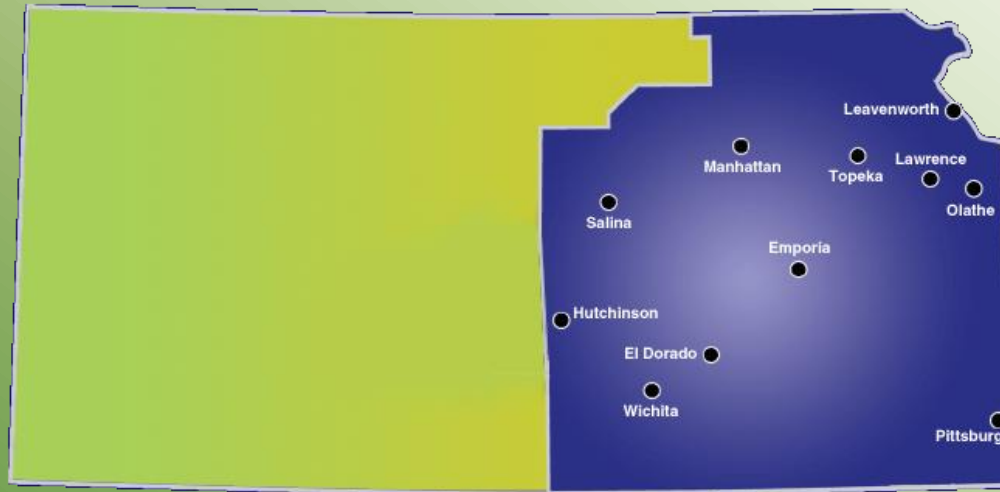 Leavenworth
Manhattan
Topeka
Lawrence
Olathe
Salina
Emporia
Hutchinson
El Dorado
Wichita
Pittsburg